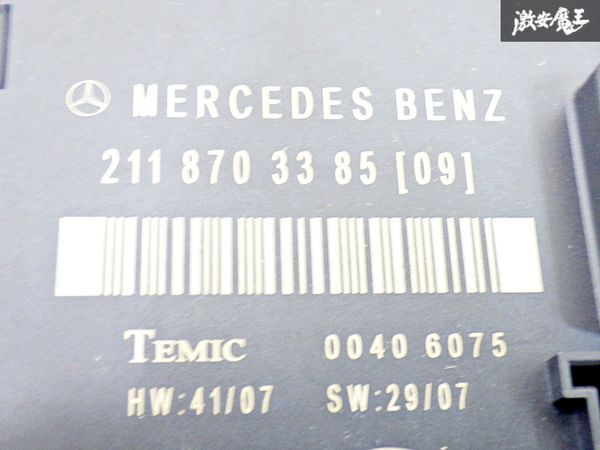 激安魔王
MERCEDES BENZ
211 870 33 85 [09]
TEMIC 0040 6075
HW:41/07 SW:29/07